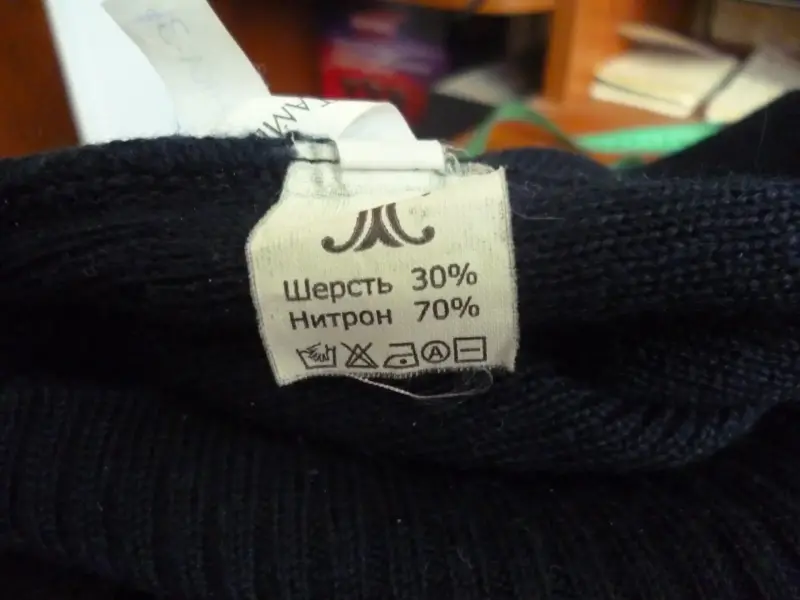 Шерсть 30%
Нитрон 70%
A